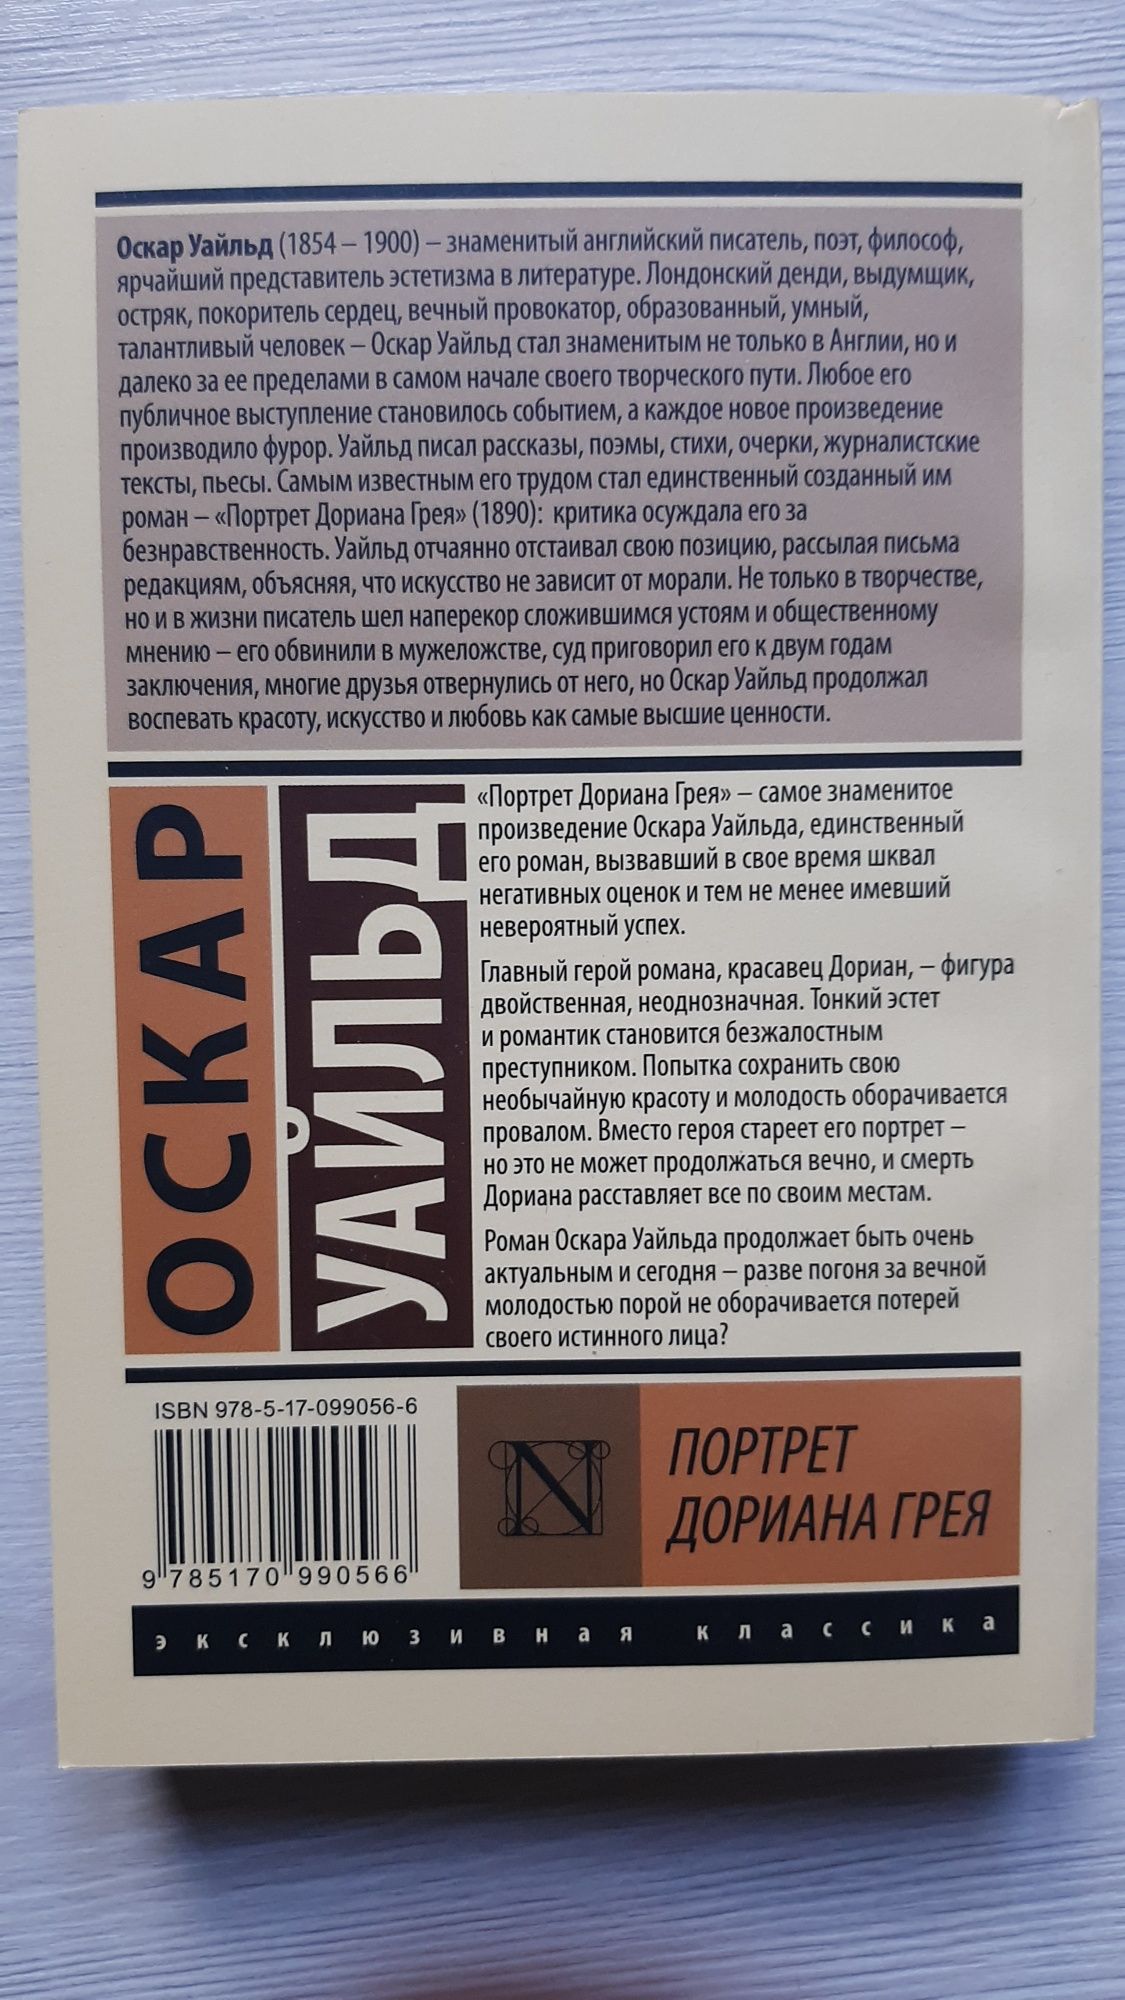 Оскар Уайльд (1854 – 1900) – знаменитый английский писатель, поэт, философ,
ярчайший представитель эстетизма в литературе. Лондонский денди, выдумщик,
остряк, покоритель сердец, вечный провокатор, образованный, умный,
талантливый человек – Оскар Уайльд стал знаменитым не только в Англии, но и
далеко за ее пределами в самом начале своего творческого пути. Любое его
публичное выступление становилось событием, а каждое новое произведение
производило фурор. Уайльд писал рассказы, поэмы, стихи, очерки, журналистские
тексты, пьесы. Самым известным его трудом стал единственный созданный им
роман – «Портрет Дориана Грея» (1890): критика осуждала его за
безнравственность. Уайльд отчаянно отстаивал свою позицию, рассылая письма
редакциям, объясняя, что искусство не зависит от морали. Не только в творчестве,
но и в жизни писатель шел наперекор сложившимся устоям и общественному
мнению – его обвинили в мужеложстве, суд приговорил его к двум годам
заключения, многие друзья отвернулись от него, но Оскар Уайльд продолжал
воспевать красоту, искусство и любовь как самые высшие ценности.
ОСКАР
УАЙЛЬД
«Портрет Дориана Грея» – самое знаменитое
произведение Оскара Уайльда, единственный
его роман, вызвавший в свое время шквал
негативных оценок и тем не менее имевший
невероятный успех.
Главный герой романа, красавец Дориан, – фигура
двойственная, неоднозначная. Тонкий эстет
и романтик становится безжалостным
преступником. Попытка сохранить свою
необычайную красоту и молодость оборачивается
провалом. Вместо героя стареет его портрет –
но это не может продолжаться вечно, и смерть
Дориана расставляет все по своим местам.
Роман Оскара Уайльда продолжает быть очень
актуальным и сегодня – разве погоня за вечной
молодостью порой не оборачивается потерей
своего истинного лица?
ISBN 978-5-17-099056-6
9 785170 990566
N
ПОРТРЕТ
ДОРИАНА ГРЕЯ
эксклюзивная классика